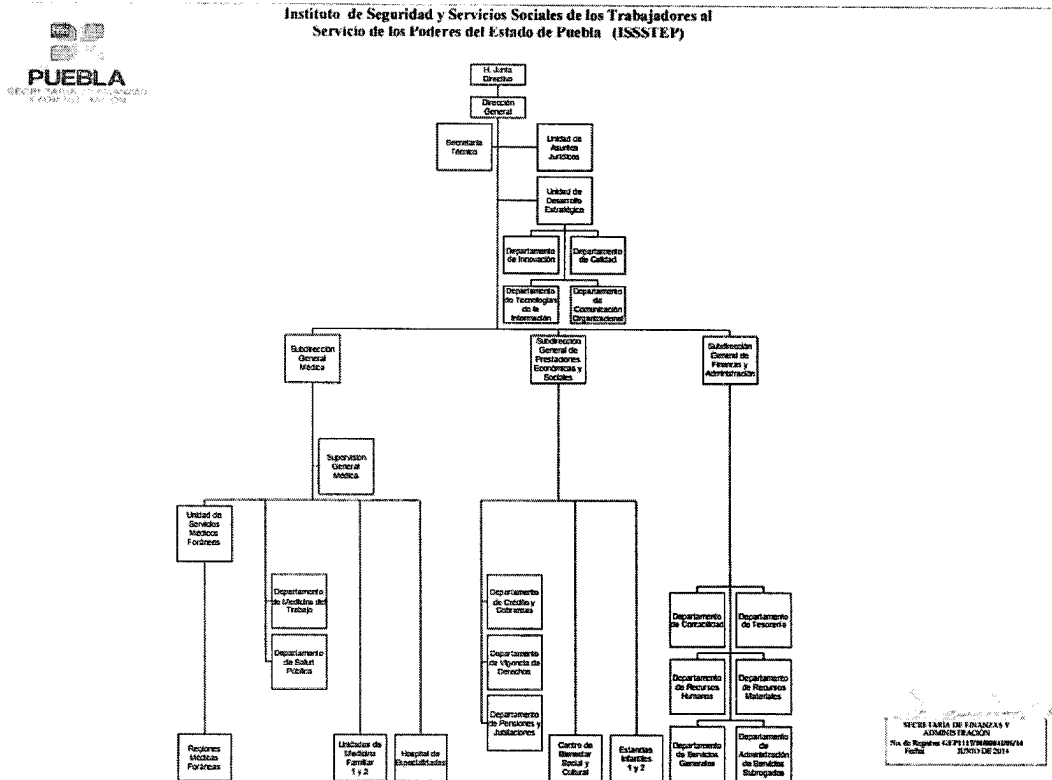 Instituto de Seguridad y Servicios Sociales de los Trabajadores al
Servicio de los Poderes del Estado de Puebla (ISSSTEP)
PUEBLA
H. Junta
Directivo
Dirección
General
Secretaría
Técnica
Unidad de
Asuntos
Jurídicos
Unidad de
Desarrollo
Estratégico
Departamento
de Innovación
Departamento
de Calidad
Departamento
de Tecnologías
de la
Información
Departamento
de
Comunicación
Organizacional
Subdirección
General
Médica
Subdirección
General de
Prestaciones
Económicas y
Sociales
Subdirección
General de
Finanzas y
Administración
Supervisión
General
Médica
Unidad de
Servicios
Médicos
Foráneos
Departamento
de Medicina del
Trabajo
Departamento
de Salud
Pública
Departamento
de Crédito y
Cobranzas
Departamento
de Vigencia de
Derechos
Departamento
de Pensiones y
Jubilaciones
Departamento
de Contabilidad
Departamento
de Tesorería
Departamento
de Recursos
Humanos
Departamento
de Recursos
Materiales
Regiones
Médicas
Foráneas
Unidades de
Medicina
Familiar
1 y 2
Hospital de
Especialidades
Centro de
Bienestar
Social y
Cultural
Estancias
Infantiles
1 y 2
Departamento
de Servicios
Generales
Departamento
de
Administración
de Servicios
Subrogados
SECRETARIA DE FINANZAS Y
ADMINISTRACIÓN
No. de Registro
Fecha JUNIO DE 2014